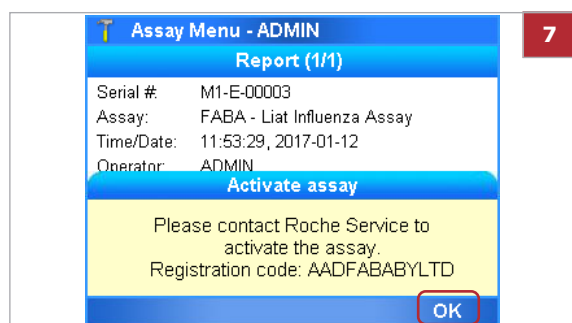 Assay Menu - ADMIN
7
Report (1/1)
Serial #: M1-E-00003
Assay: FABA - Liat Influenza Assay
Time/Date: 11:53:29, 2017-01-12
Operator: ADMIN
Activate assay
Please contact Roche Service to
activate the assay.
Registration code: AADFABABYLTD
OK